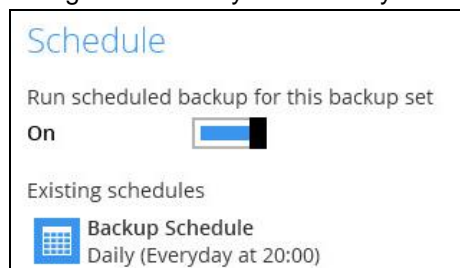 Schedule
Run scheduled backup for this backup set
On
Existing schedules
Backup Schedule
Daily (Everyday at 20:00)